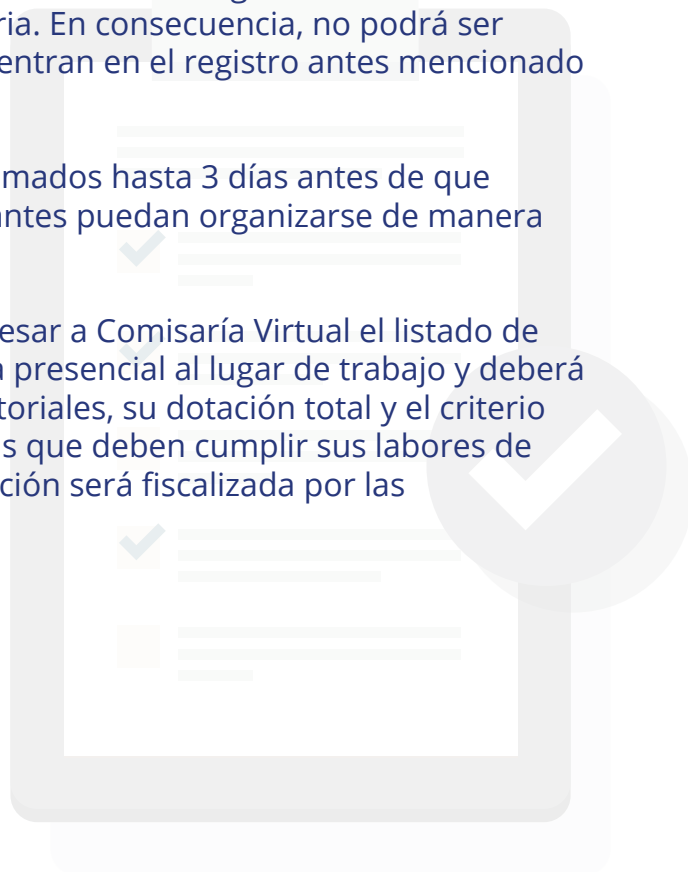 ria. En consecuencia, no podrá ser
entran en el registro antes mencionado
mados hasta 3 días antes de que
antes puedan organizarse de manera
esar a Comisaría Virtual el listado de
a presencial al lugar de trabajo y deberá
toriales, su dotación total y el criterio
s que deben cumplir sus labores de
ción será fiscalizada por las